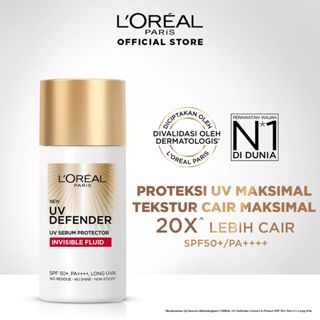 L'ORÉAL
PARIS
OFFICIAL STORE
DICIPTAKAN OLEH
DIVALIDASI OLEH
DERMATOLOGIS*
L'ORÉAL PARIS
PERAWATAN WAJAH
N°1
DI DUNIA
L'ORÉAL
PARIS
NEW
UV
DEFENDER
UV SERUM PROTECTOR
INVISIBLE FLUID
SPF 50+, PA++++, LONG UVA
NO RESIDUE - NO SHINE - NON STICKY
PROTEKSI UV MAKSIMAL
TEKSTUR CAIR MAKSIMAL
20X^ LEBIH CAIR
SPF50+/PA++++